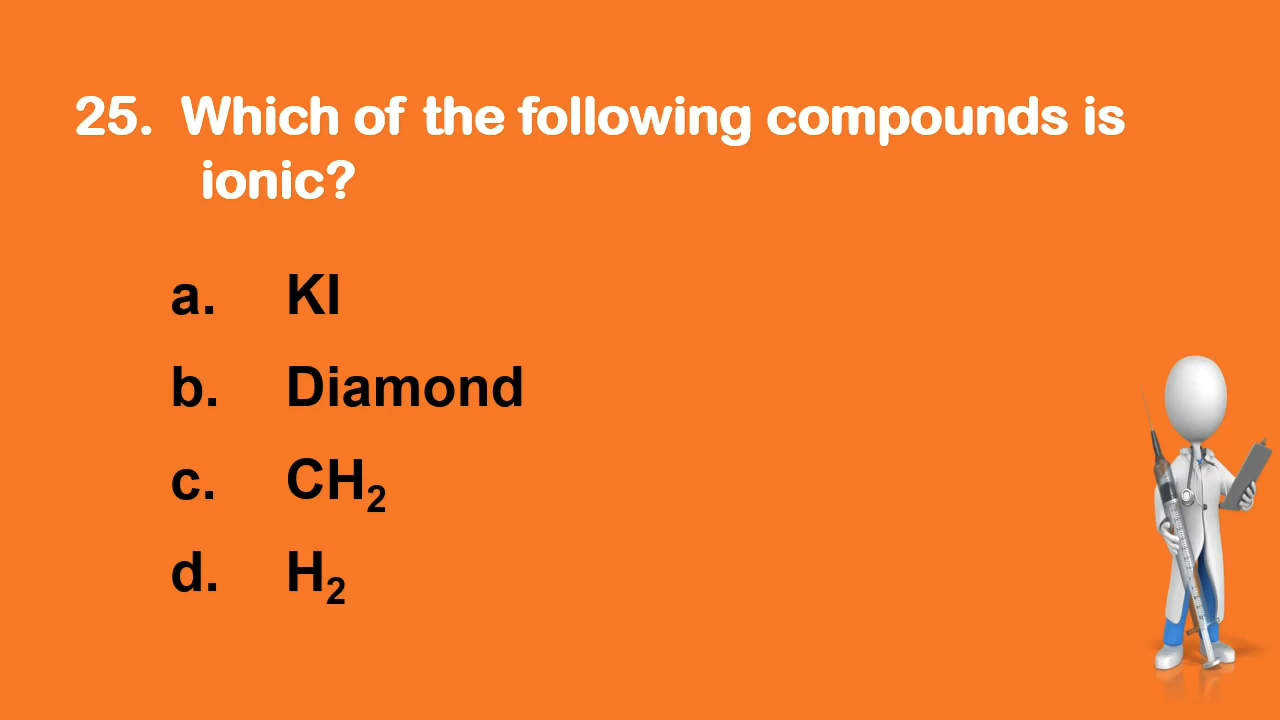 25. Which of the following compounds is
ionic?
a. KI
b. Diamond
c. CH₂
d. H₂